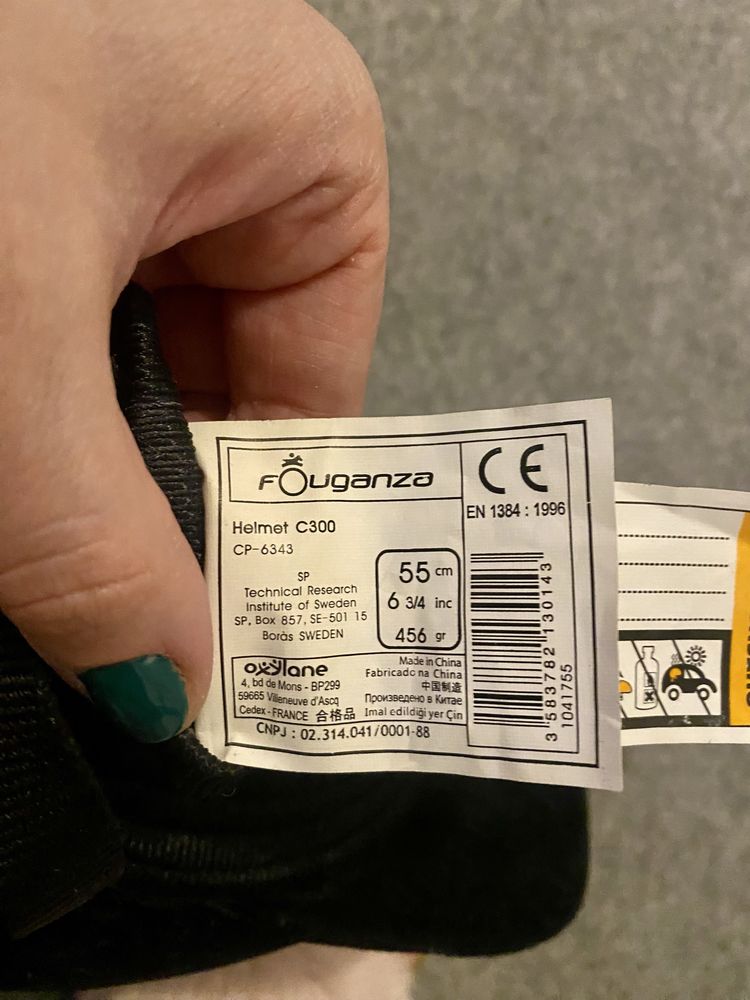 Fouganza
CE
EN 1384 : 1996
Helmet C300
CP-6343
SP
Technical Research
Institute of Sweden
SP, Box 857, SE-501 15
Boràs SWEDEN
55 cm
6 3/4 inc
456 gr
oxylane
4, bd de Mons - BP299
59665 Villeneuve d'Ascq
Cedex - FRANCE 合格品
Made in China
Fabricado na China
中国制造
Произведено в Китае
Imal edildiği yer Çin
CNPJ : 02.314.041/0001-88
3 583782 130143
1041755